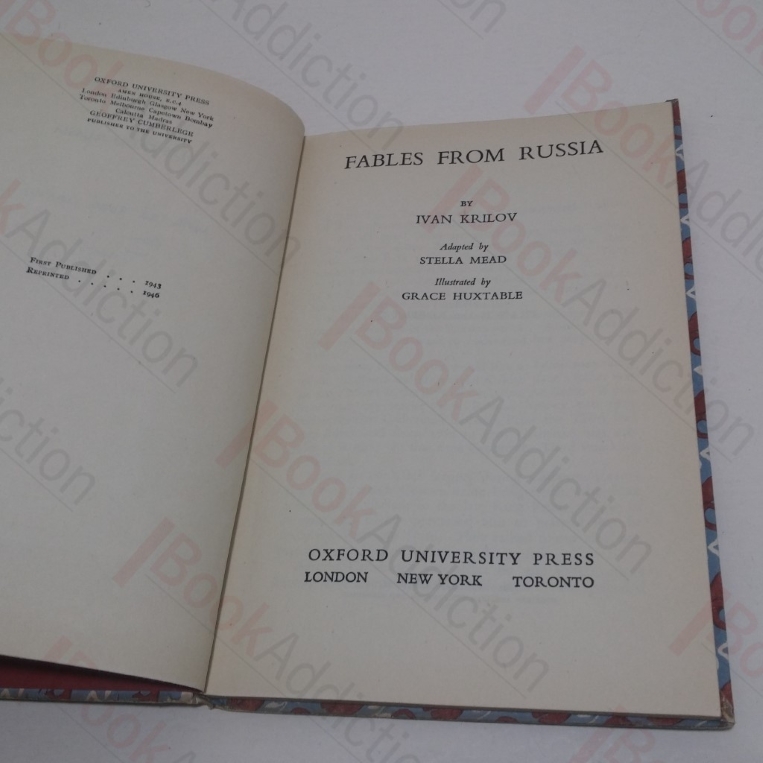 OXFORD UNIVERSITY PRESS
AMEN HOUSE, E.C.4
London Edinburgh Glasgow New York
Toronto Melbourne Capetown Bombay
Calcutta Madras
GEOFFREY CUMBERLEGE
PUBLISHER TO THE UNIVERSITY
FIRST PUBLISHED . . . 1943
REPRINTED . . . . . . 1946
FABLES FROM RUSSIA
BY
IVAN KRILOV
Adapted by
STELLA MEAD
Illustrated by
GRACE HUXTABLE
OXFORD UNIVERSITY PRESS
LONDON NEW YORK TORONTO
BookAddiction